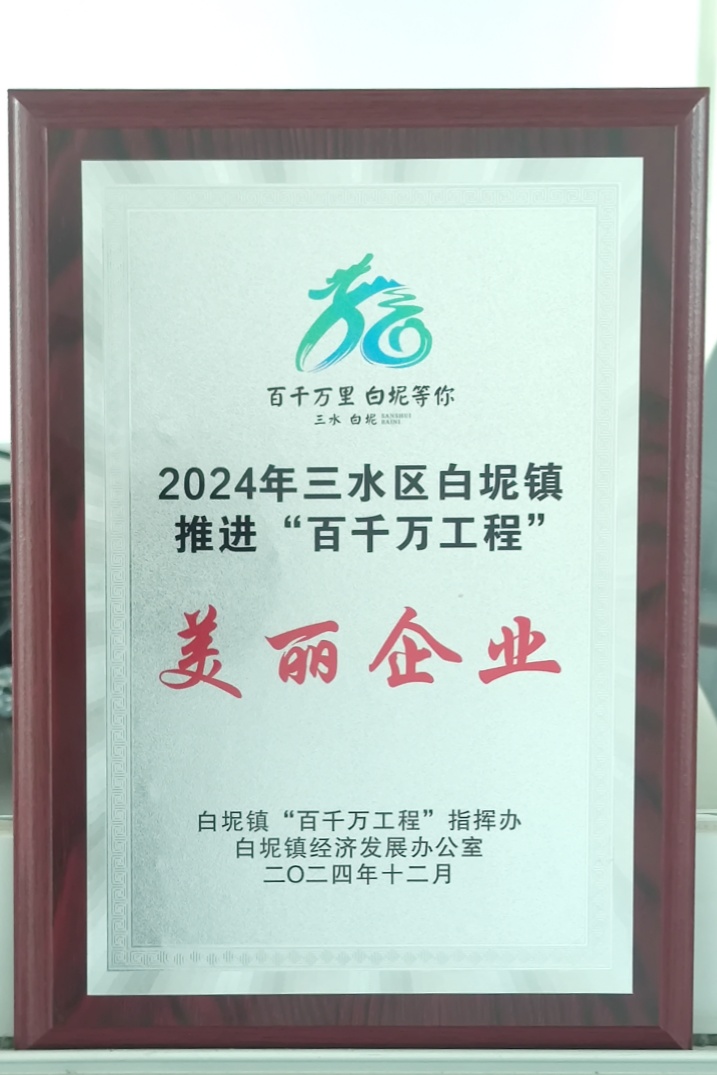 百千万里 白坭等你
三水 白坭 SANSHUI BAINI
2024年三水区白坭镇
推进“百千万工程”
美丽企业
白坭镇“百千万工程”指挥办
白坭镇经济发展办公室
二〇二四年十二月